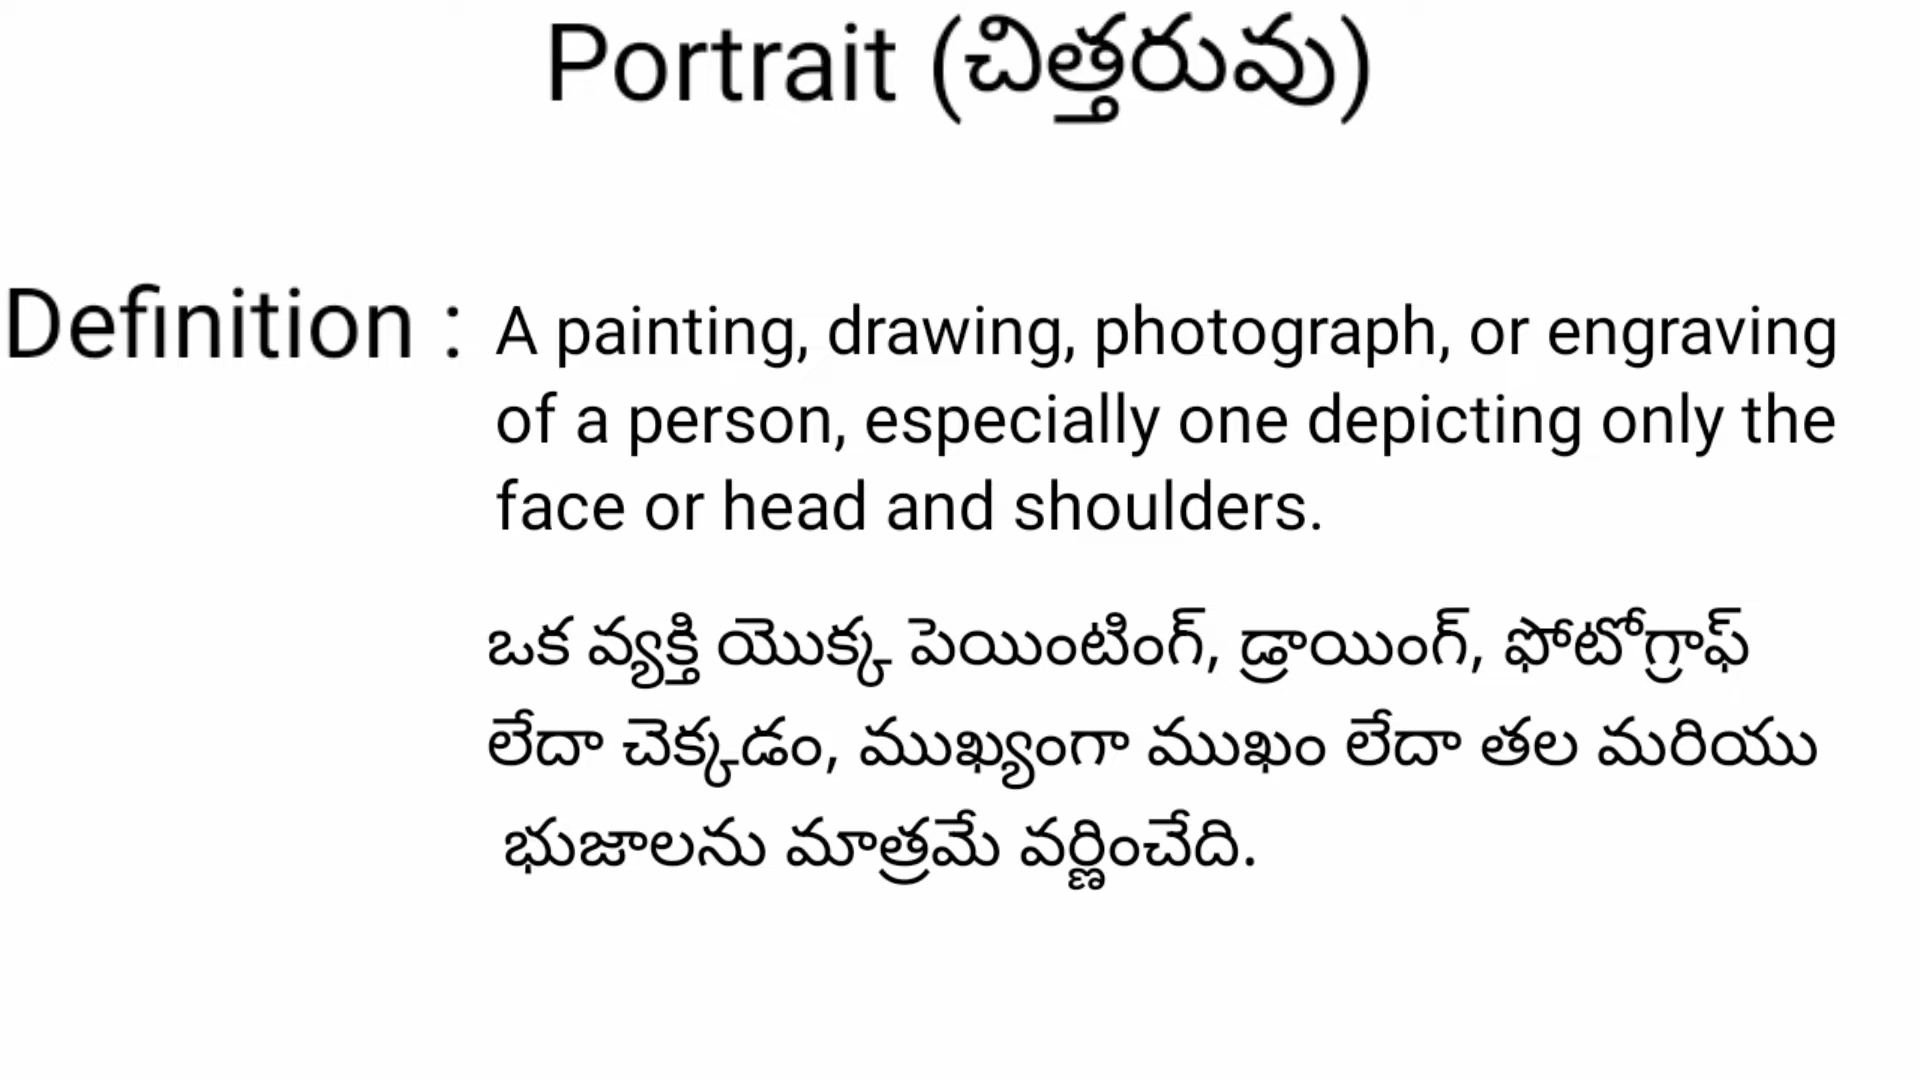 Portrait (చిత్తరువు)
Definition : A painting, drawing, photograph, or engraving
of a person, especially one depicting only the
face or head and shoulders.
ఒక వ్యక్తి యొక్క పెయింటింగ్, డ్రాయింగ్, ఫోటోగ్రాఫ్
లేదా చెక్కడం, ముఖ్యంగా ముఖం లేదా తల మరియు
భుజాలను మాత్రమే వర్ణించేది.